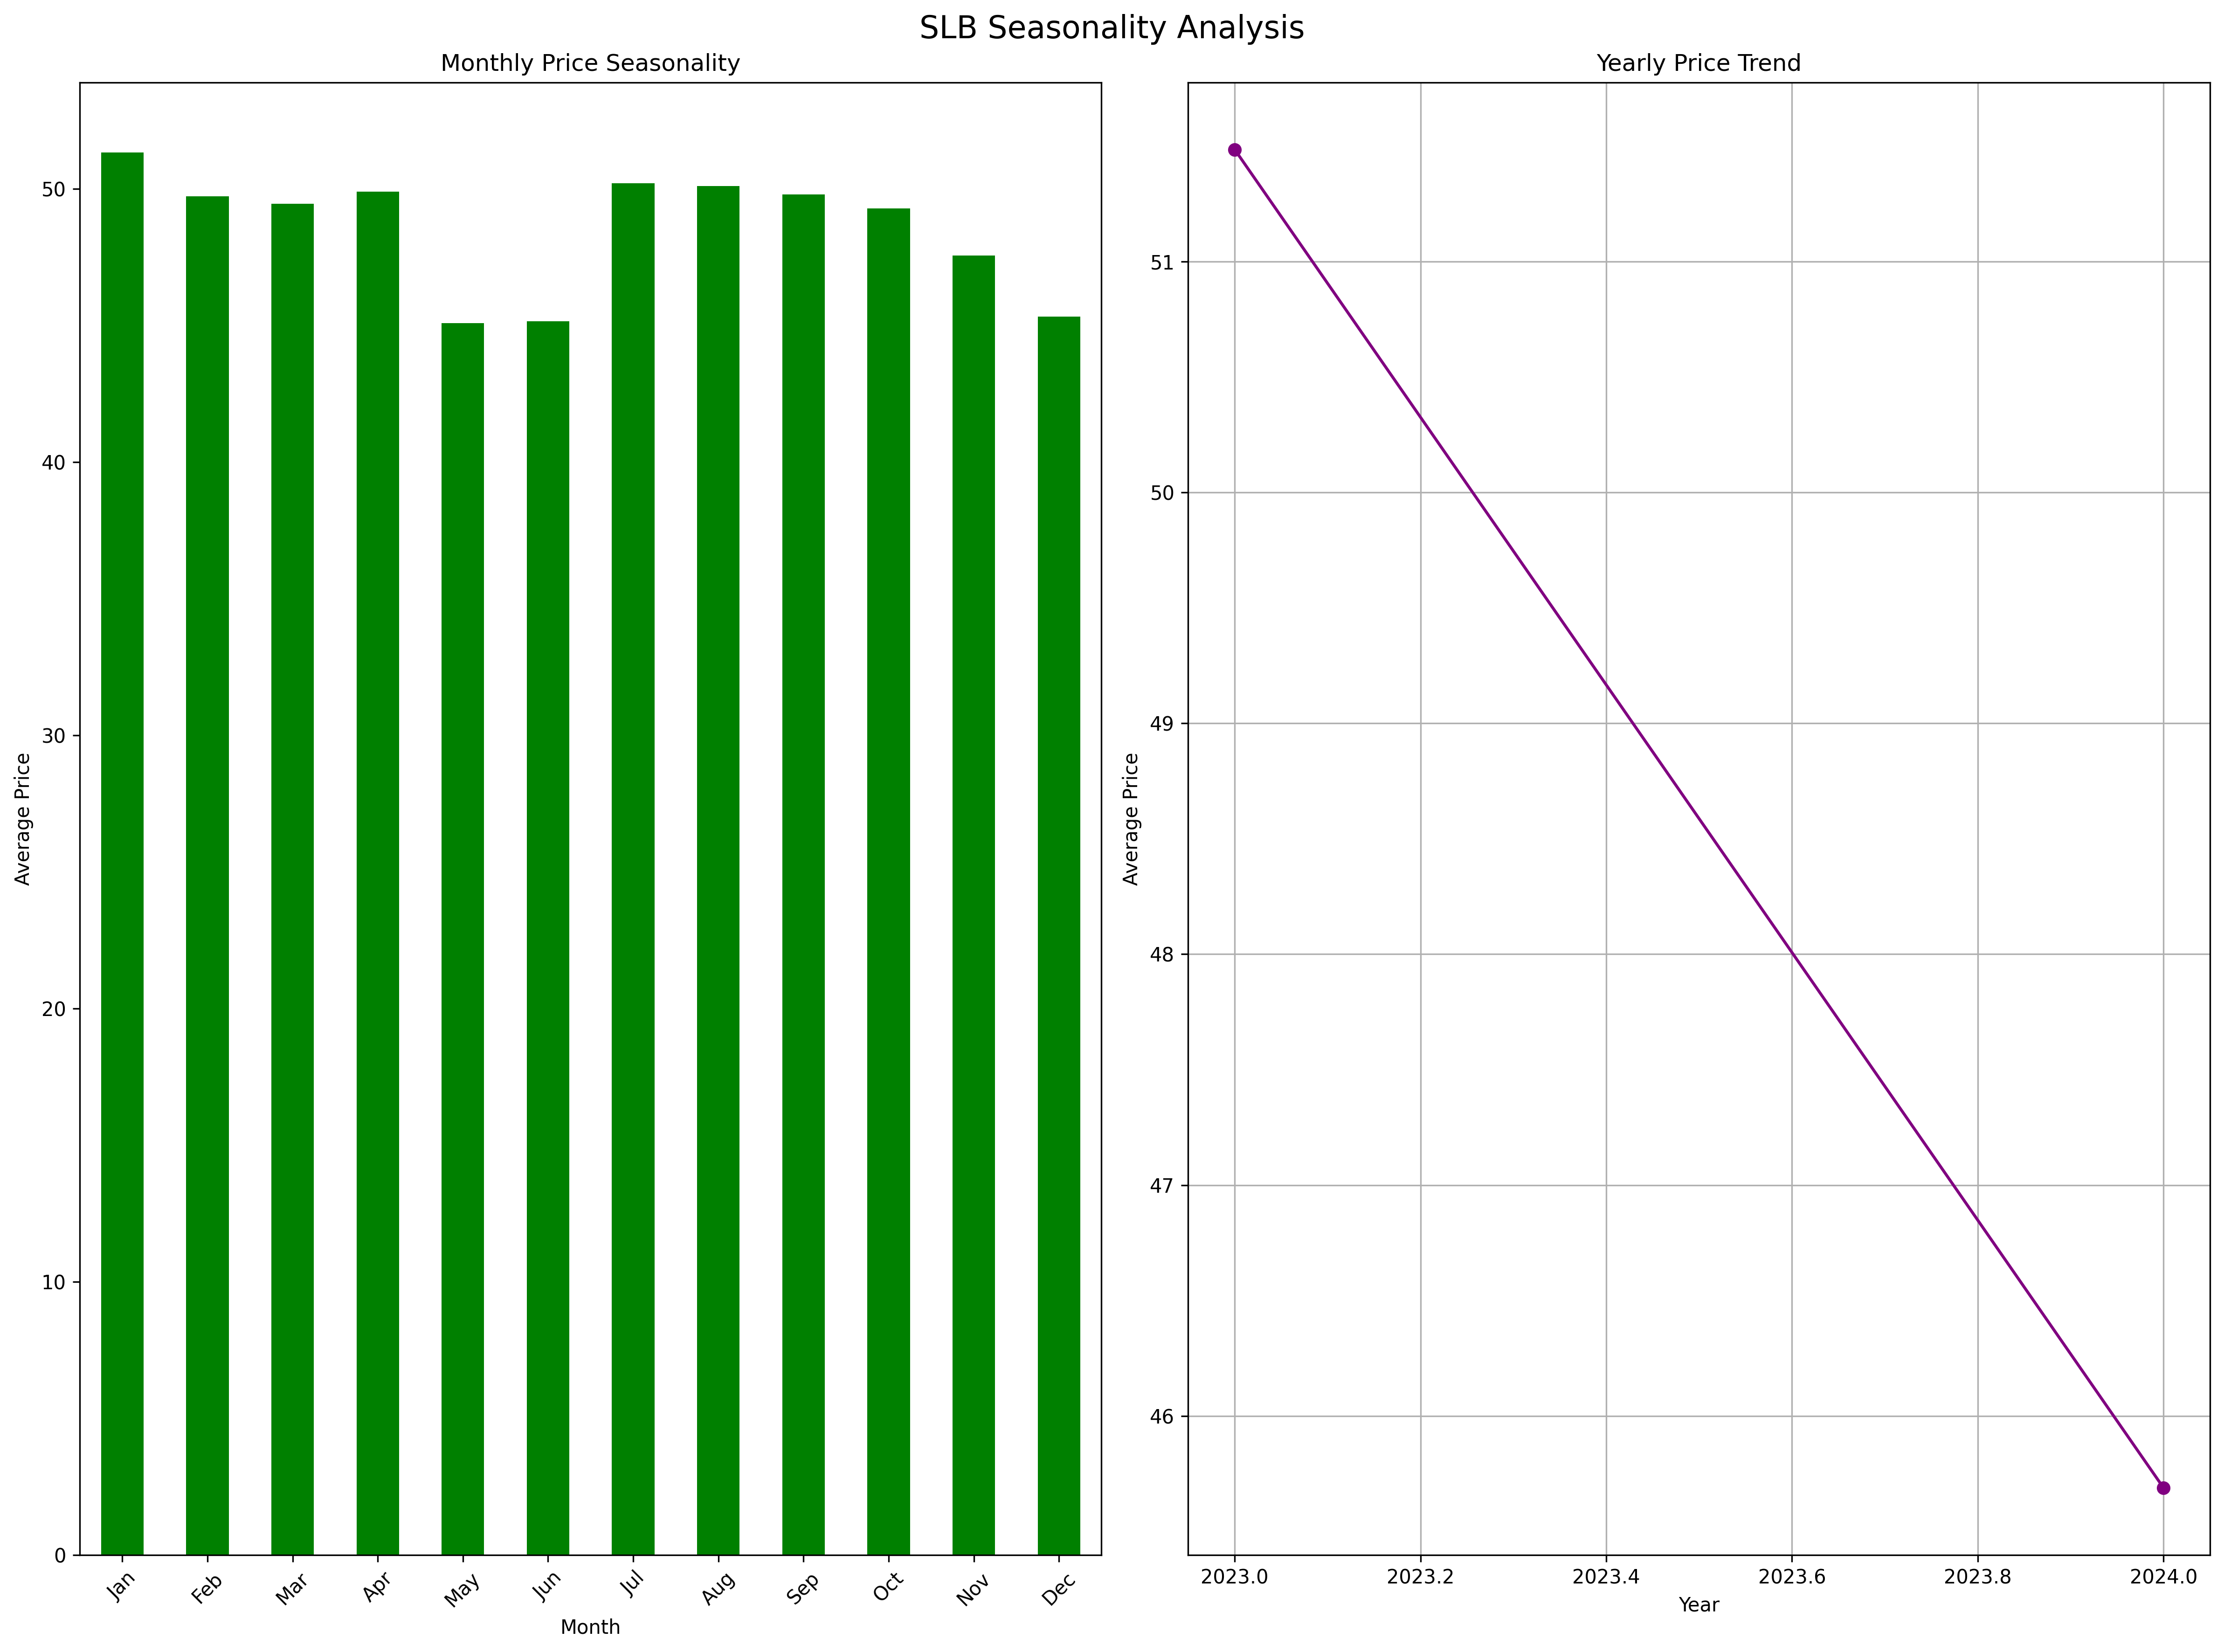 SLB Seasonality Analysis
Monthly Price Seasonality
Average Price
50
40
30
20
10
0
Jan Feb Mar Apr May Jun Jul Aug Sep Oct Nov Dec
Month
Yearly Price Trend
Average Price
51
50
49
48
47
46
2023.0 2023.2 2023.4 2023.6 2023.8 2024.0
Year